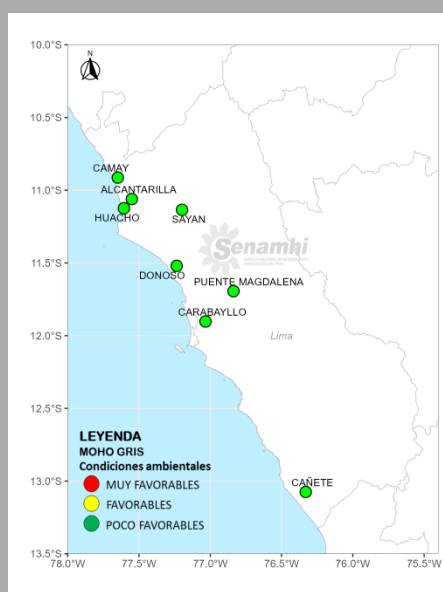 N
10.0°S
10.5°S
11.0°S
11.5°S
12.0°S
12.5°S
13.0°S
13.5°S
CAMAY
ALCANTARILLA
HUACHO
SAYAN
Senamhi
DONOSO
PUENTE MAGDALENA
CARABAYLLO
Lima
CAÑETE
LEYENDA
MOHO GRIS
Condiciones ambientales
MUY FAVORABLES
FAVORABLES
POCO FAVORABLES
78.0°W 77.5°W 77.0°W 76.5°W 76.0°W 75.5°W